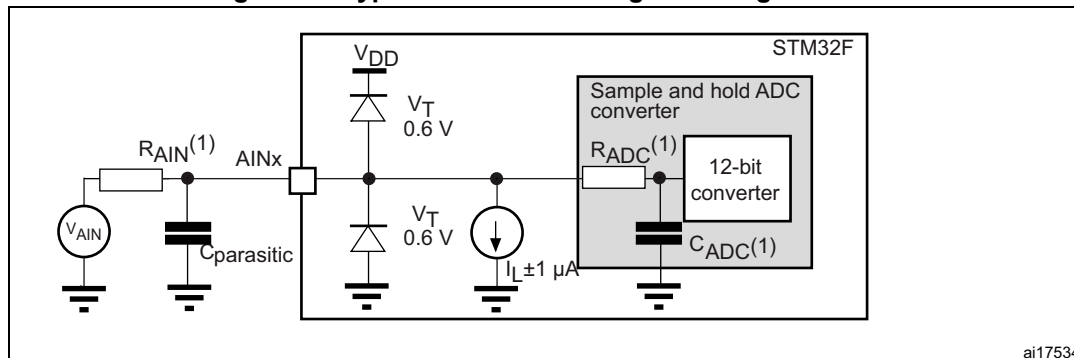 STM32F
VDD
VT
0.6 V
Sample and hold ADC
converter
RAIN(1)
AINx
RADC(1)
12-bit
converter
VAIN
Cparasitic
VT
0.6 V
IL±1 µA
CADC(1)
ai17534